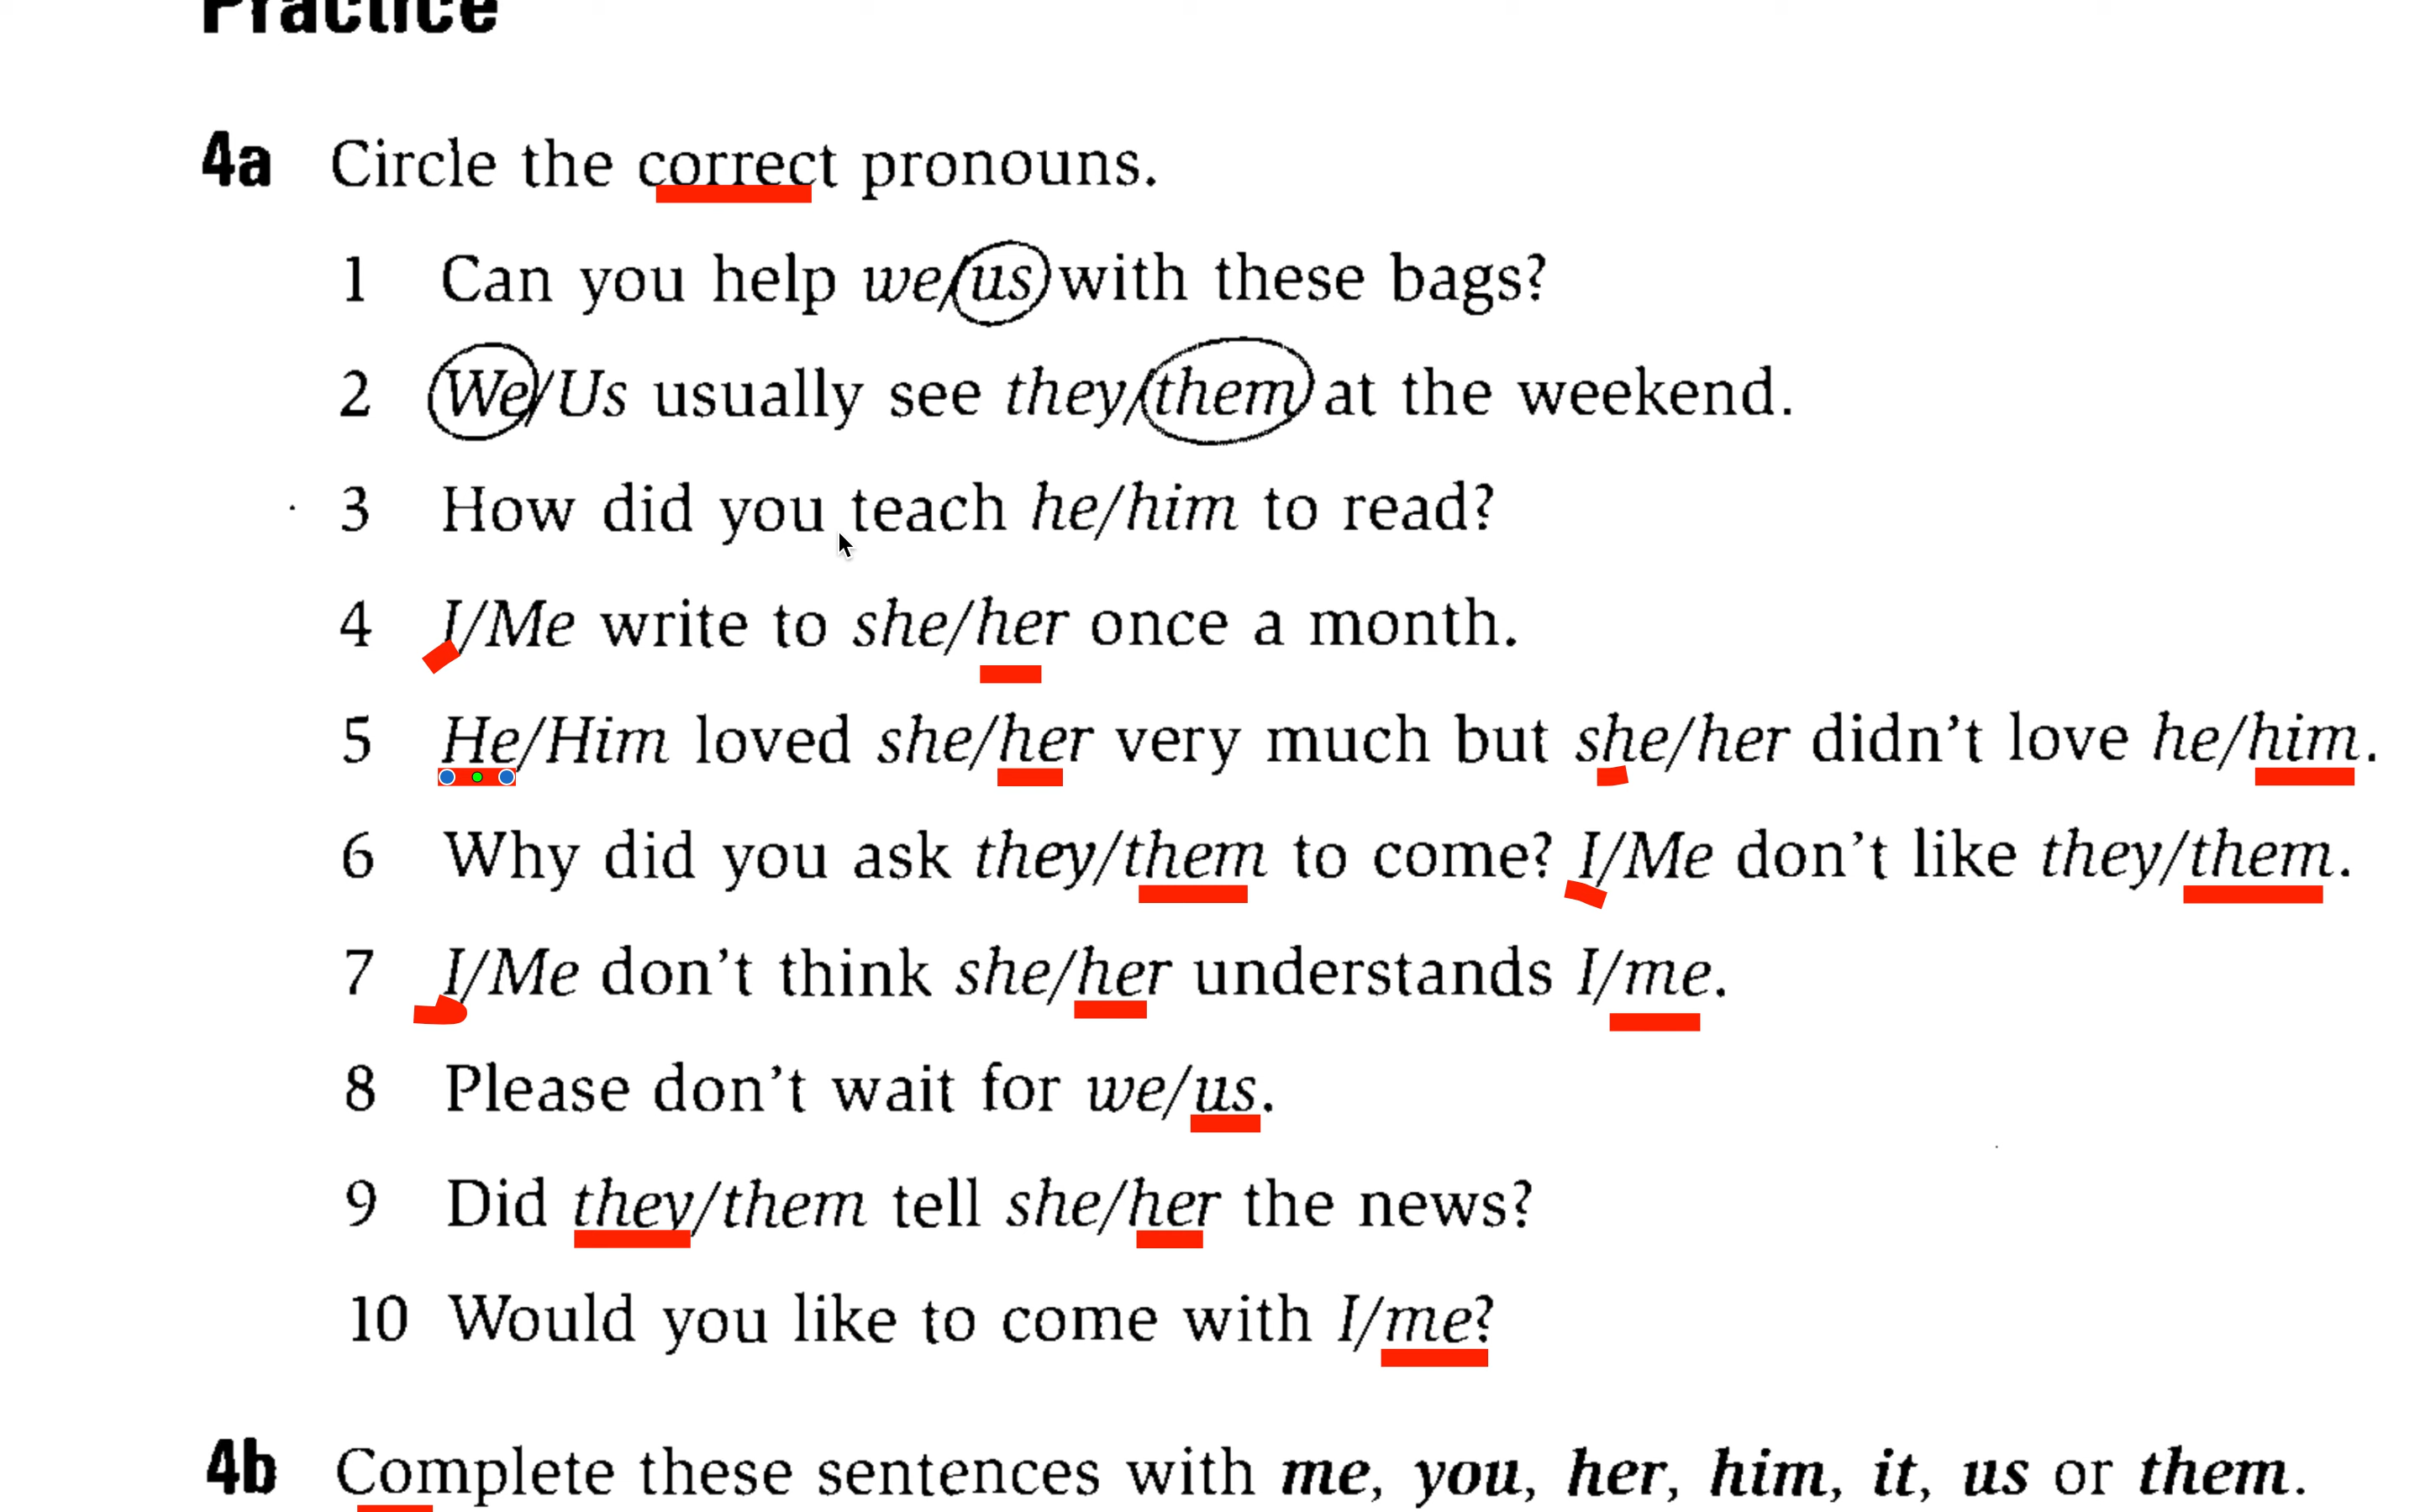 Practice
4a Circle the correct pronouns.
1 Can you help we/us with these bags?
2 We/Us usually see they/them at the weekend.
3 How did you teach he/him to read?
4 I/Me write to she/her once a month.
5 He/Him loved she/her very much but she/her didn't love he/him.
6 Why did you ask they/them to come? I/Me don't like they/them.
7 I/Me don't think she/her understands I/me.
8 Please don't wait for we/us.
9 Did they/them tell she/her the news?
10 Would you like to come with I/me?
4b Complete these sentences with me, you, her, him, it, us or them.